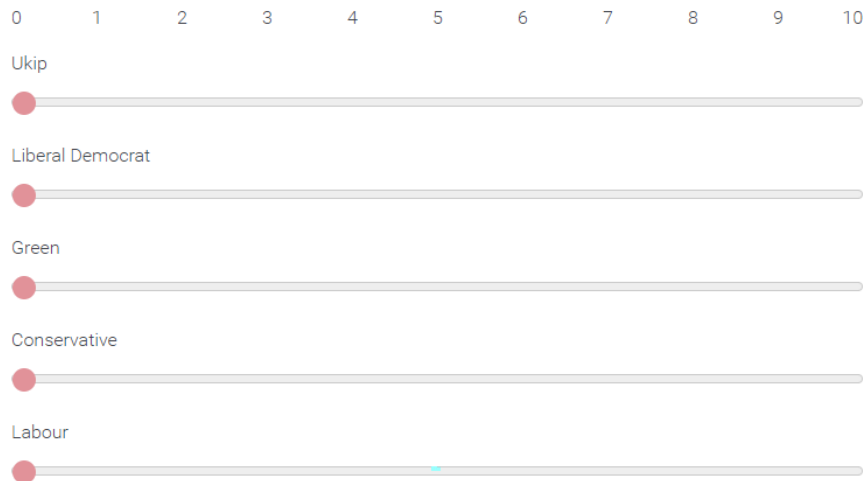 0 1 2 3 4 5 6 7 8 9 10
Ukip
Liberal Democrat
Green
Conservative
Labour